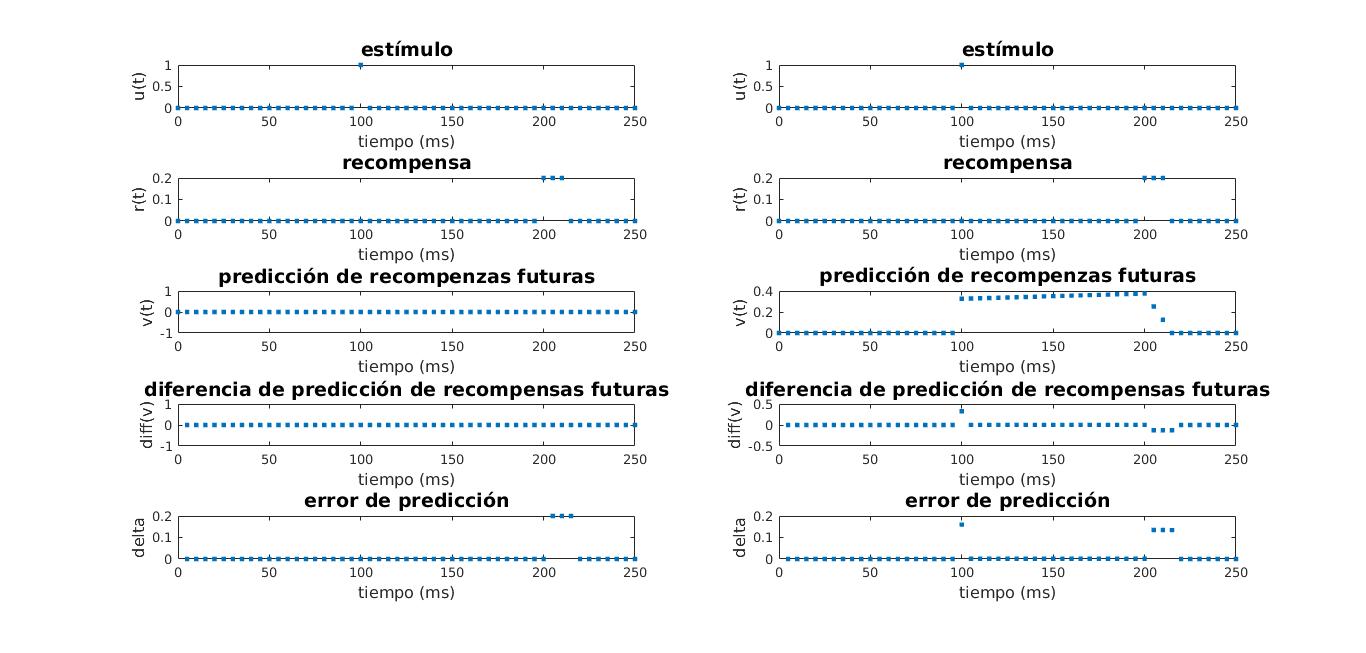 estímulo
u(t)
1
0.5
0
0 50 100 150 200 250
tiempo (ms)
recompensa
r(t)
0.2
0.1
0
0 50 100 150 200 250
tiempo (ms)
predicción de recompenzas futuras
v(t)
1
0
-1
0 50 100 150 200 250
tiempo (ms)
diferencia de predicción de recompensas futuras
diff(v)
1
0
-1
0 50 100 150 200 250
tiempo (ms)
error de predicción
delta
0.2
0.1
0
0 50 100 150 200 250
tiempo (ms)
estímulo
u(t)
1
0.5
0
0 50 100 150 200 250
tiempo (ms)
recompensa
r(t)
0.2
0.1
0
0 50 100 150 200 250
tiempo (ms)
predicción de recompenzas futuras
v(t)
0.4
0.2
0
0 50 100 150 200 250
tiempo (ms)
diferencia de predicción de recompensas futuras
diff(v)
0.5
0
-0.5
0 50 100 150 200 250
tiempo (ms)
error de predicción
delta
0.2
0.1
0
0 50 100 150 200 250
tiempo (ms)